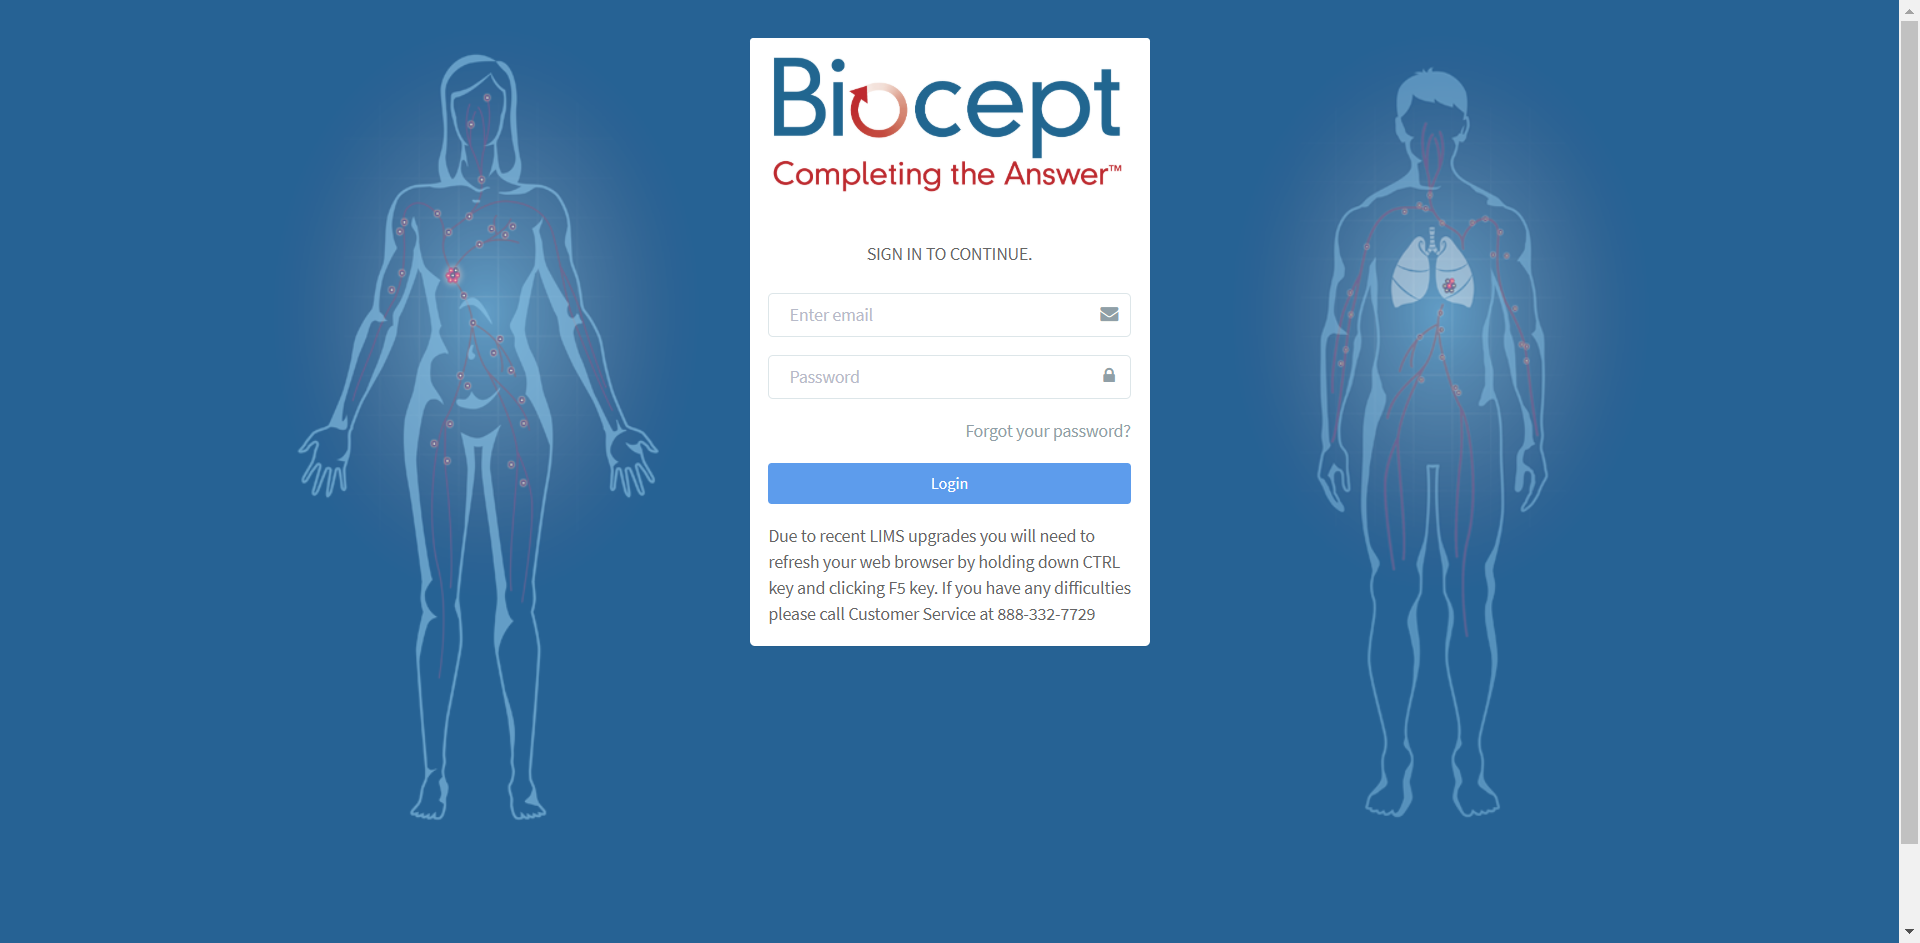 Biocept
Completing the Answer™
SIGN IN TO CONTINUE.
Enter email
Password
Forgot your password?
Login
Due to recent LIMS upgrades you will need to
refresh your web browser by holding down CTRL
key and clicking F5 key. If you have any difficulties
please call Customer Service at 888-332-7729